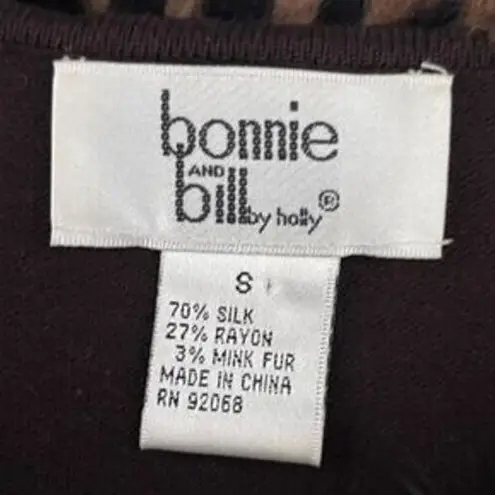 bonnie
AND
bill by holly®
S
70% SILK
27% RAYON
3% MINK FUR
MADE IN CHINA
RN 92068